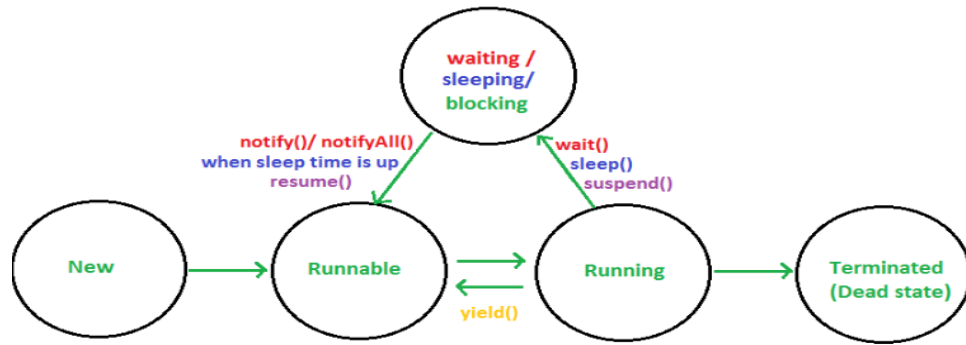 waiting /
sleeping/
blocking
notify()/ notifyAll()
when sleep time is up
resume()
wait()
sleep()
suspend()
New
Runnable
Running
Terminated
(Dead state)
yield()